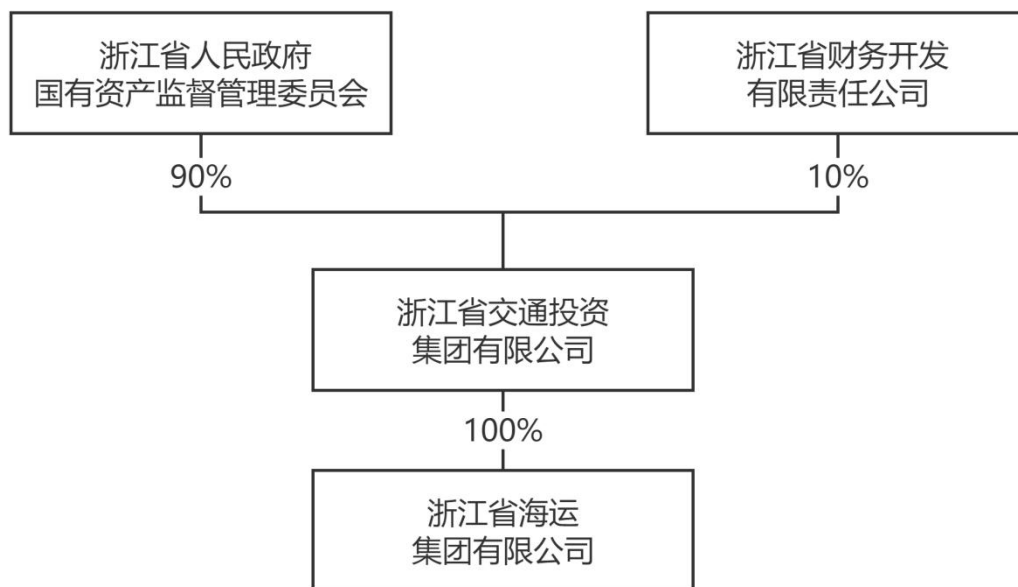 浙江省人民政府
国有资产监督管理委员会
浙江省财务开发
有限责任公司
90%
10%
浙江省交通投资
集团有限公司
100%
浙江省海运
集团有限公司